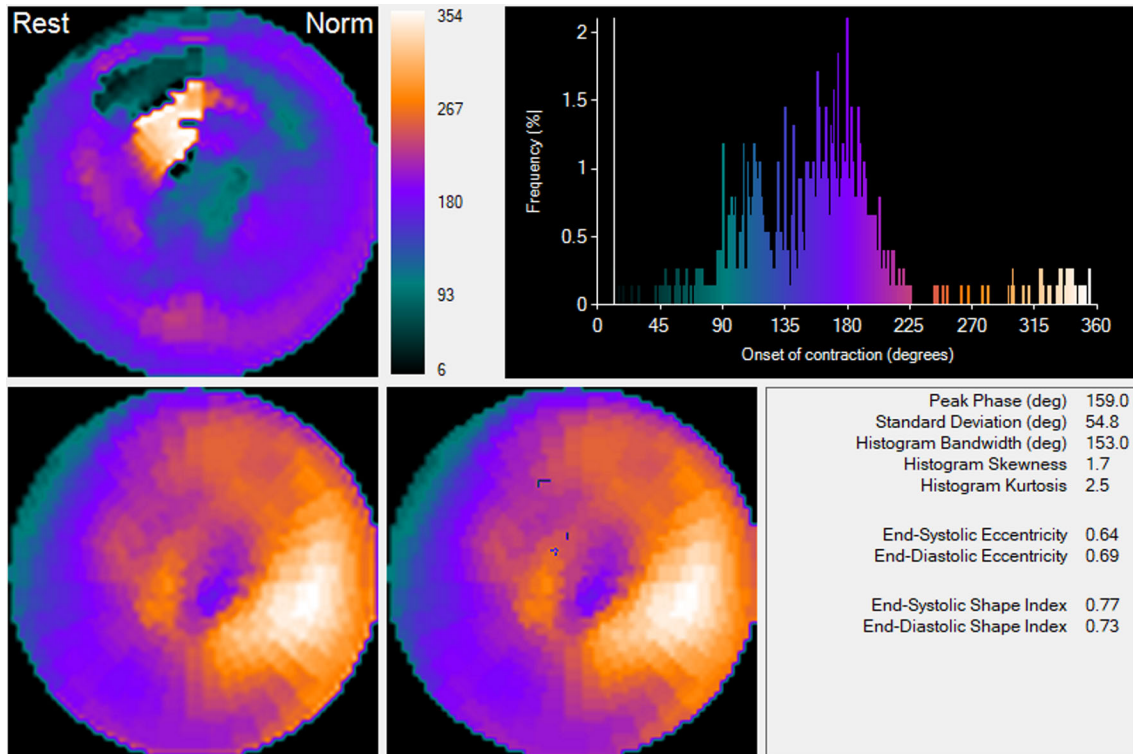 Rest Norm
354
267
180
93
6
Frequency (%|
2
1.5
1
0.5
0
0 45 90 135 180 225 270 315 360
Onset of contraction (degrees)
Peak Phase (deg) 159.0
Standard Deviation (deg) 54.8
Histogram Bandwidth (deg) 153.0
Histogram Skewness 1.7
Histogram Kurtosis 2.5
End-Systolic Eccentricity 0.64
End-Diastolic Eccentricity 0.69
End-Systolic Shape Index 0.77
End-Diastolic Shape Index 0.73